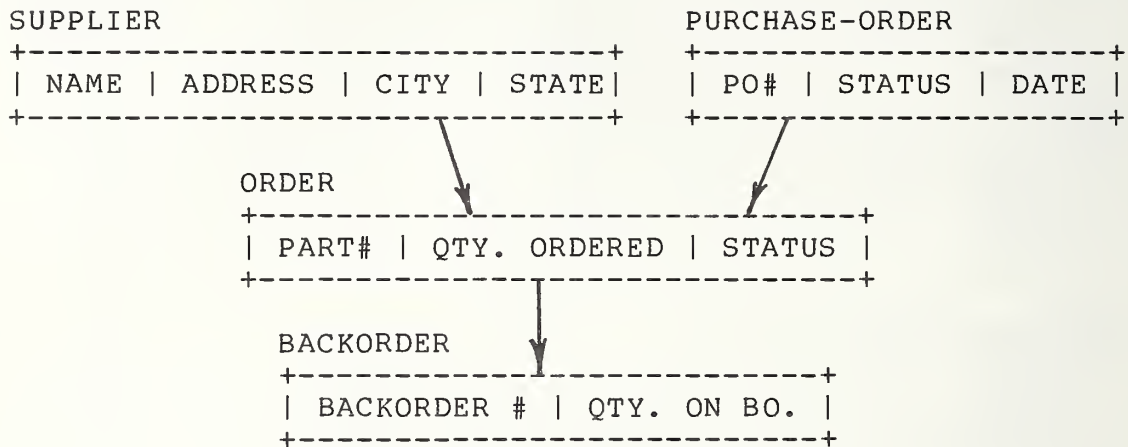 SUPPLIER PURCHASE-ORDER
| NAME | ADDRESS | CITY | STATE| | PO# | STATUS | DATE |
ORDER
| PART# | QTY. ORDERED | STATUS |
BACKORDER
| BACKORDER # | QTY. ON BO. |